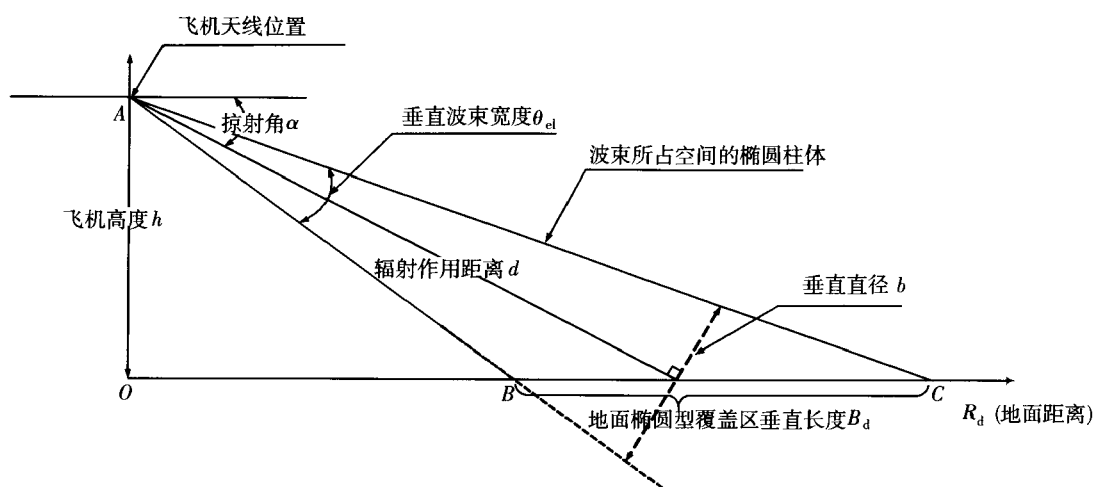 飞机天线位置
A
掠射角α
垂直波束宽度θel
波束所占空间的椭圆柱体
飞机高度h
辐射作用距离d
垂直直径 b
O
B
C
地面椭圆型覆盖区垂直长度Bd
Rd (地面距离)